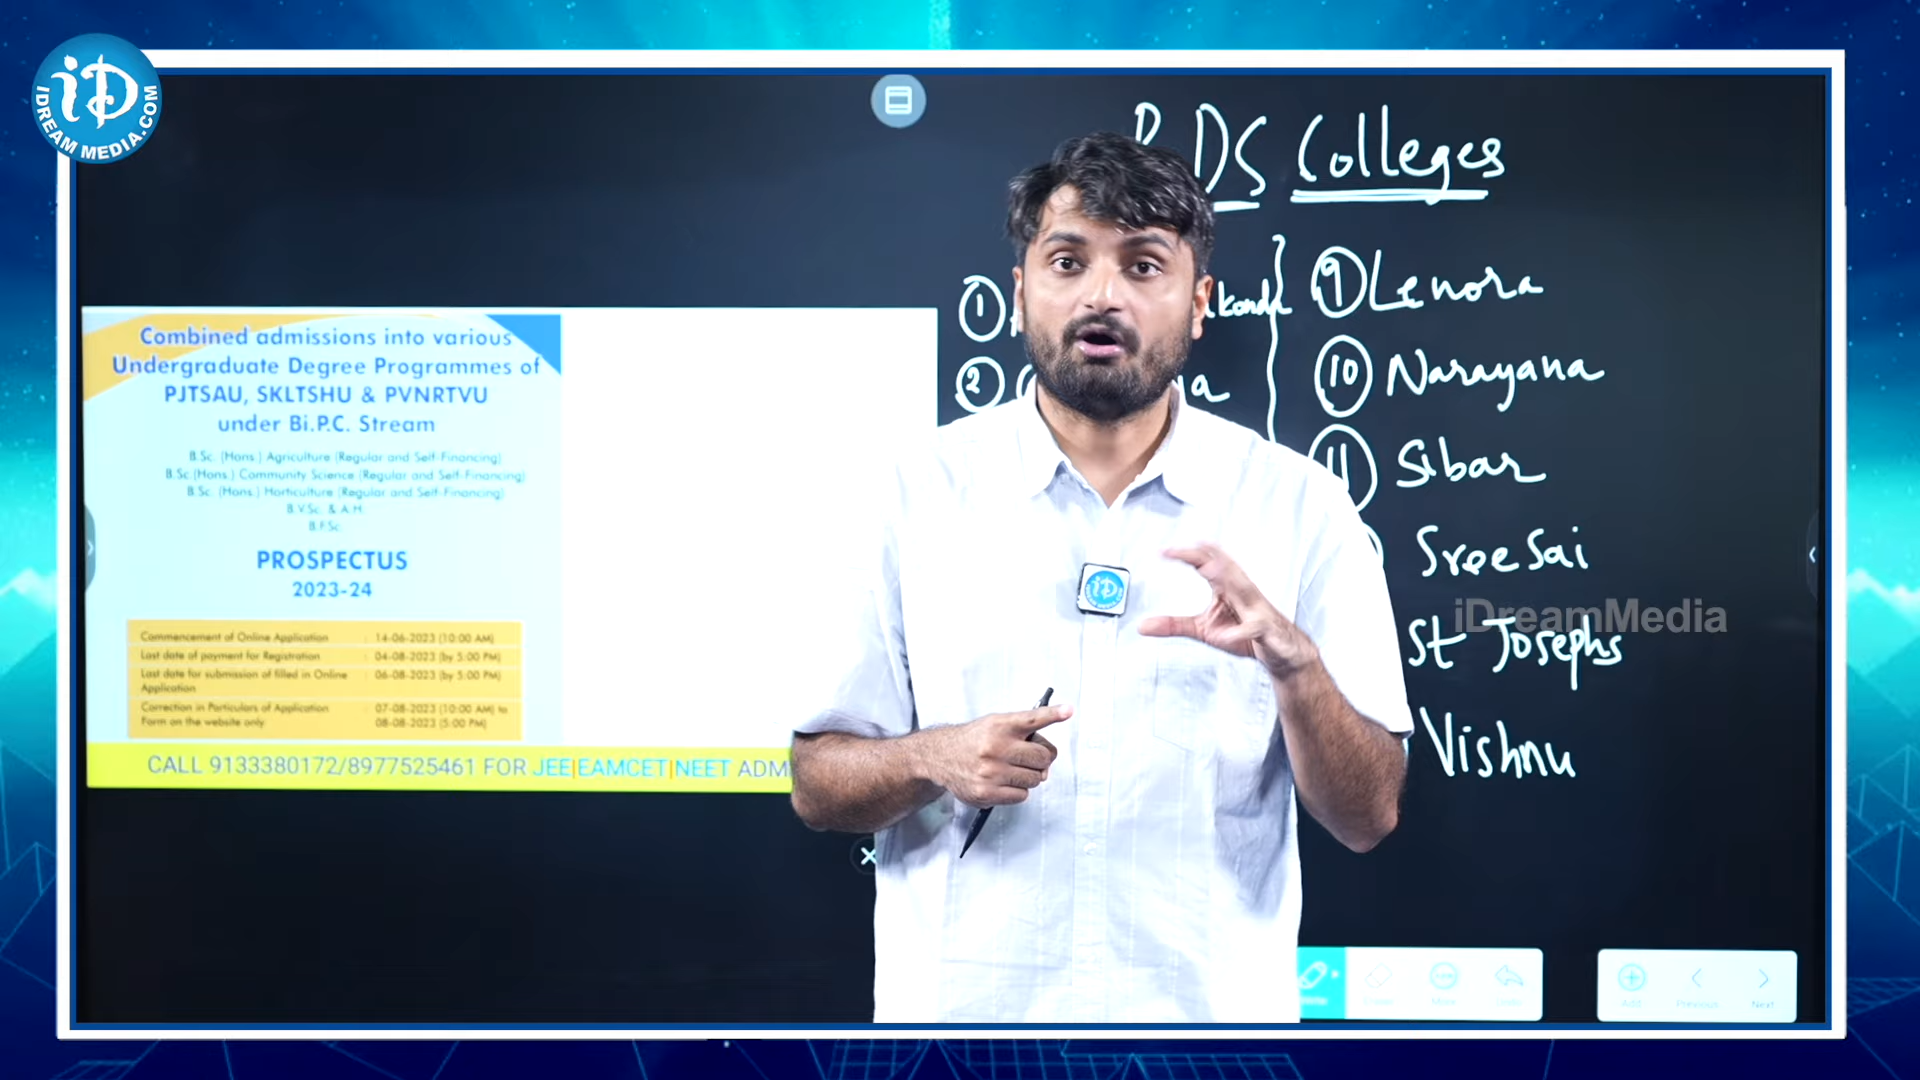 iD
IDREAM MEDIA.COM
DS Colleges
Combined admissions into various
Undergraduate Degree Programmes of
PJTSAU, SKLTSHU & PVNRTVU
under Bi.P.C. Stream
B.Sc. (Hons.) Agriculture (Regular and Self-Financing)
B.Sc.(Hons.) Community Science (Regular and Self-Financing)
B.Sc. (Hons.) Horticulture (Regular and Self-Financing)
B.V.Sc. & A.H.
B.F.Sc.
PROSPECTUS
2023-24
Commencement of Online Application : 14-06-2023 (10:00 AM)
Last date of payment for Registration : 04-08-2023 (by 5:00 PM)
Last date for submission of filled in Online Application : 06-08-2023 (by 5:00 PM)
Correction in Particulars of Application Form on the website only : 07-08-2023 (10:00 AM) to 08-08-2023 (5:00 PM)
CALL 9133380172/8977525461 FOR JEE|EAMCET|NEET ADM
1
2
9 Lenora
10 Narayana
11 Sibar
Sree Sai
iDreamMedia
St Josephs
Vishnu
iD
Add
Previous
Next